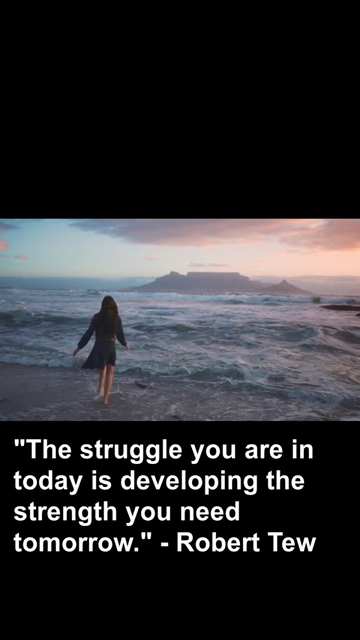 "The struggle you are in
today is developing the
strength you need
tomorrow." - Robert Tew